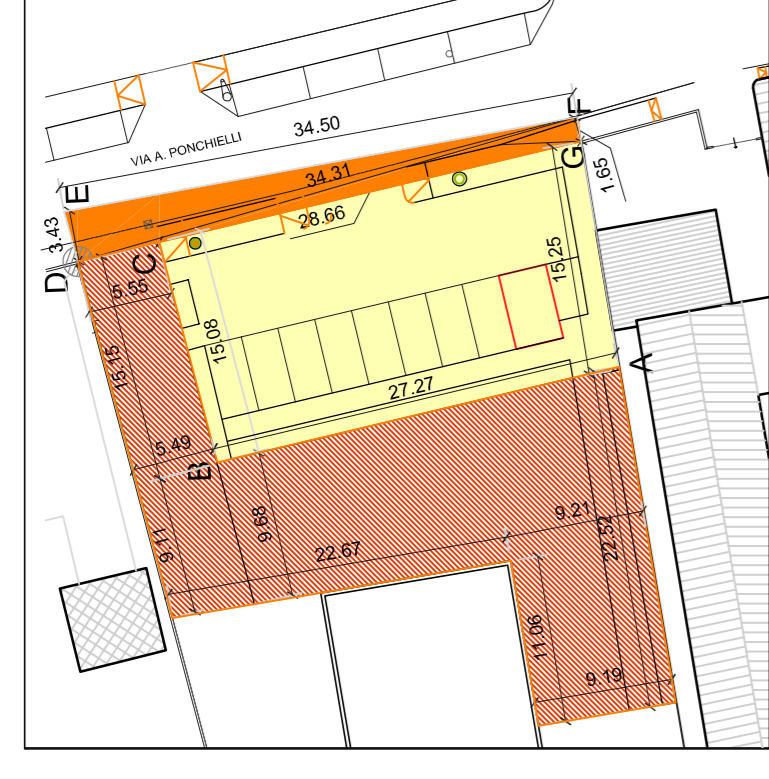 34.50
F
VIA A. PONCHIELLI
34.31
G
1.65
E
3.43
28.66
D
C
5.55
15.25
15.08
15.15
A
27.27
5.49
B
9.11
9.68
22.67
9.21
22.52
11.06
9.19